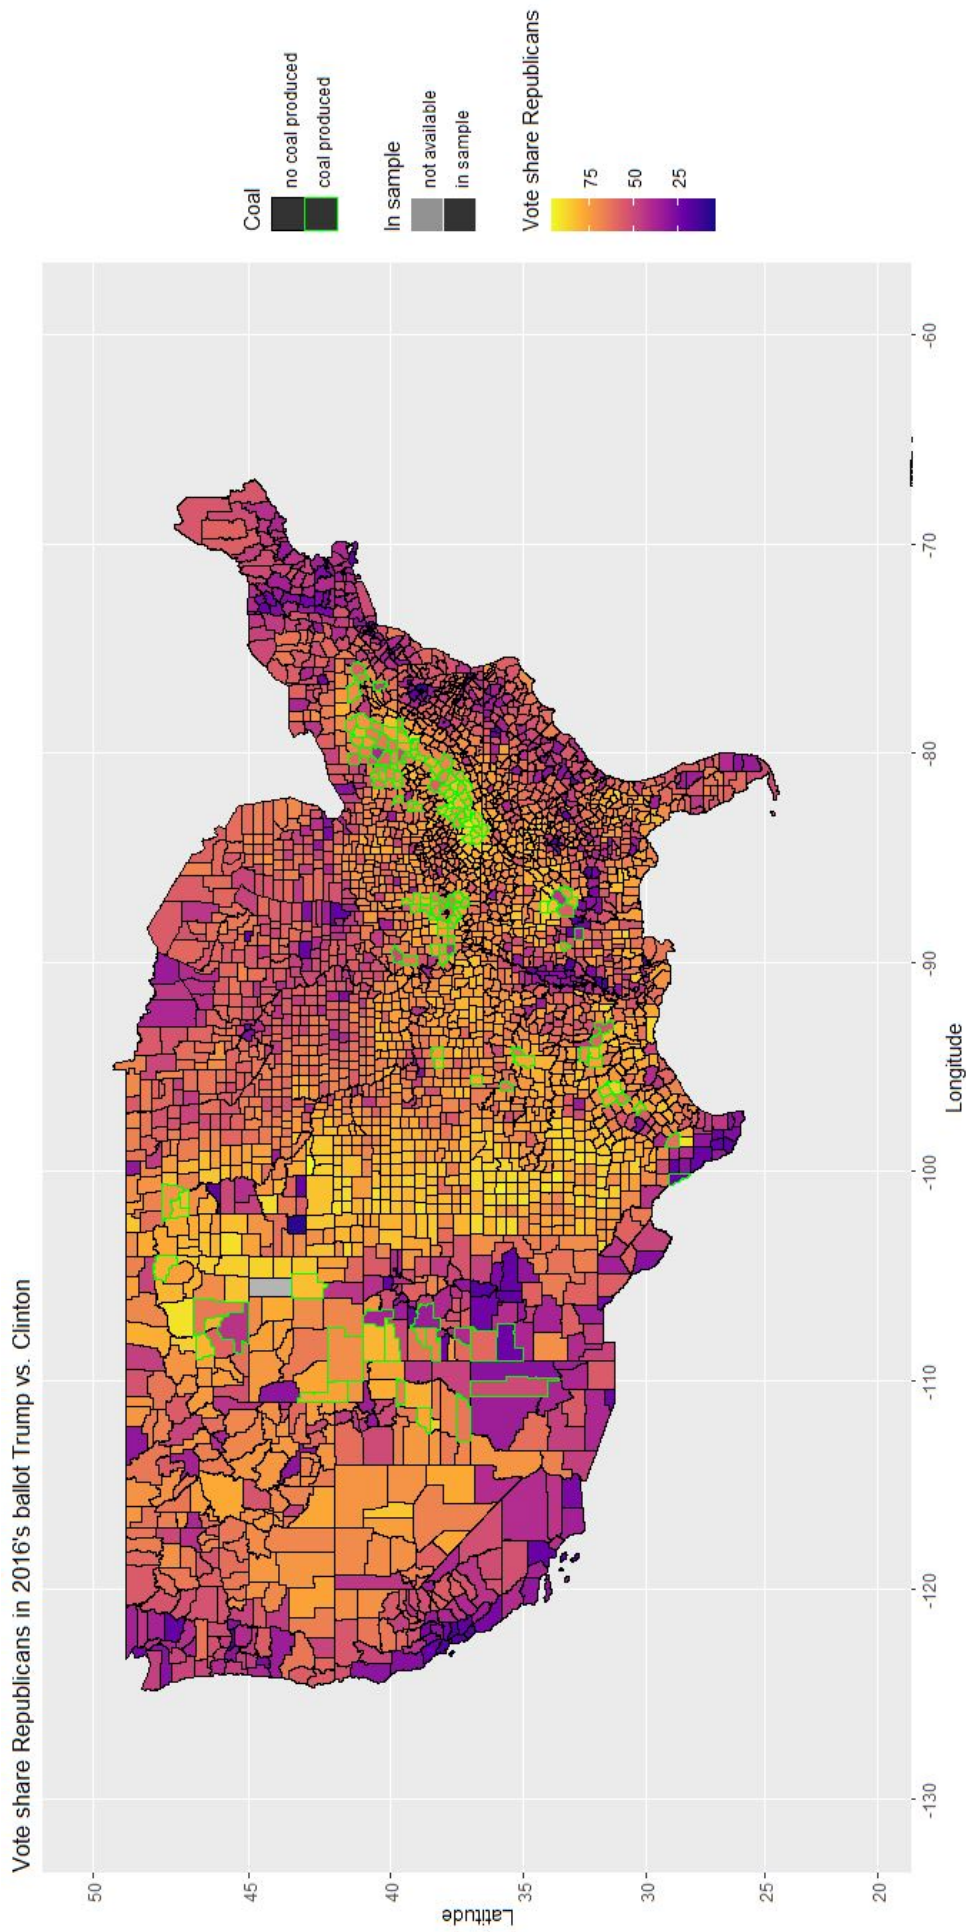 Vote share Republicans in 2016's ballot Trump vs. Clinton
50
45
40
35
30
25
20
Latitude
-130
-120
-110
-100
-90
-80
-70
-60
Longitude
Coal
no coal produced
coal produced
In sample
not available
in sample
Vote share Republicans
75
50
25